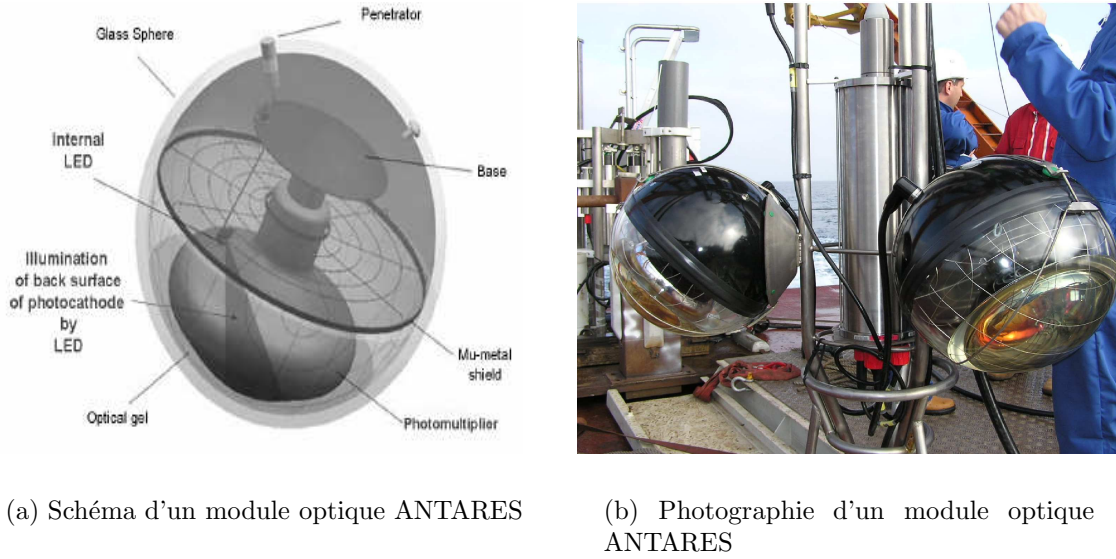 Penetrator
Glass Sphere
Internal
LED
Base
Illumination
of back surface
of photocathode
by
LED
Mu-metal
shield
Optical gel
Photomultiplier
(a) Schéma d'un module optique ANTARES
(b) Photographie d'un module optique
ANTARES